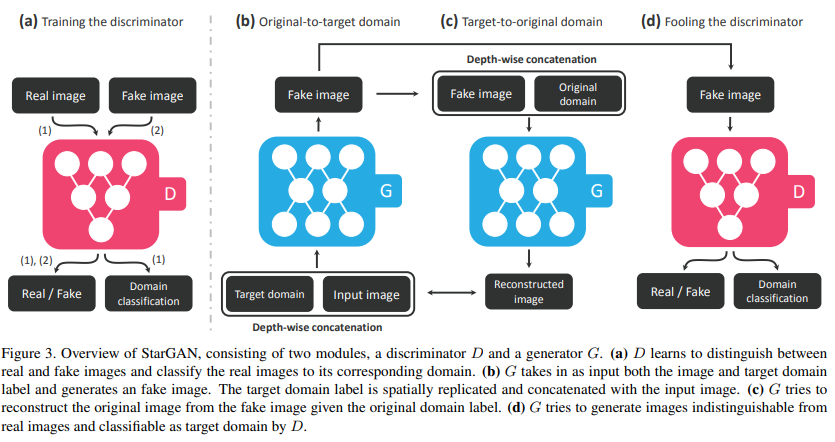 (a) Training the discriminator
(b) Original-to-target domain
(c) Target-to-original domain
(d) Fooling the discriminator
Real image
Fake image
(1)
(2)
D
(1), (2)
(1)
Real / Fake
Domain
classification
Fake image
G
Target domain
Input image
Depth-wise concatenation
Depth-wise concatenation
Fake image
Original
domain
G
Reconstructed
image
Fake image
D
Real / Fake
Domain
classification
Figure 3. Overview of StarGAN, consisting of two modules, a discriminator D and a generator G. (a) D learns to distinguish between
real and fake images and classify the real images to its corresponding domain. (b) G takes in as input both the image and target domain
label and generates an fake image. The target domain label is spatially replicated and concatenated with the input image. (c) G tries to
reconstruct the original image from the fake image given the original domain label. (d) G tries to generate images indistinguishable from
real images and classifiable as target domain by D.